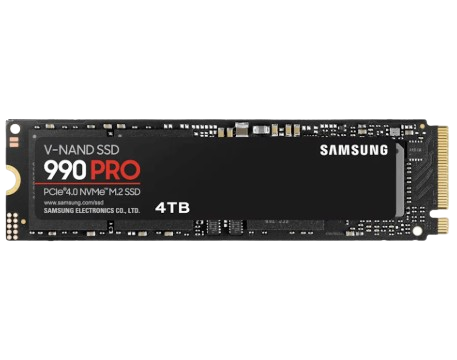 V-NAND SSD
990 PRO
PCIe® 4.0 NVMe™ M.2 SSD
www.samsung.com/ssd
SAMSUNG ELECTRONICS CO., LTD.
4TB
SAMSUNG